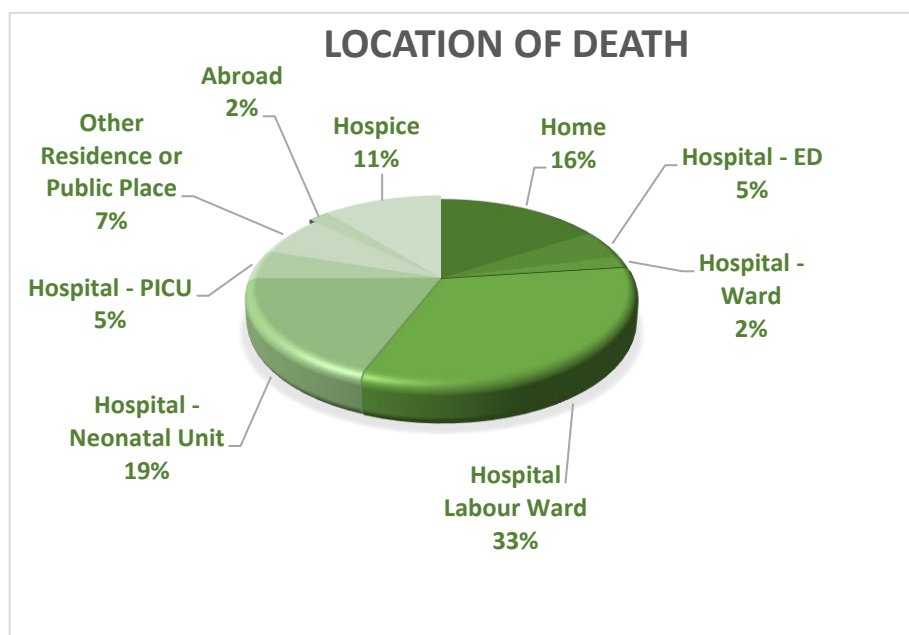 LOCATION OF DEATH
Home
16%
Hospital - ED
5%
Hospital -
Ward
2%
Hospital
Labour Ward
33%
Hospital -
Neonatal Unit
19%
Hospital - PICU
5%
Other
Residence or
Public Place
7%
Abroad
2%
Hospice
11%